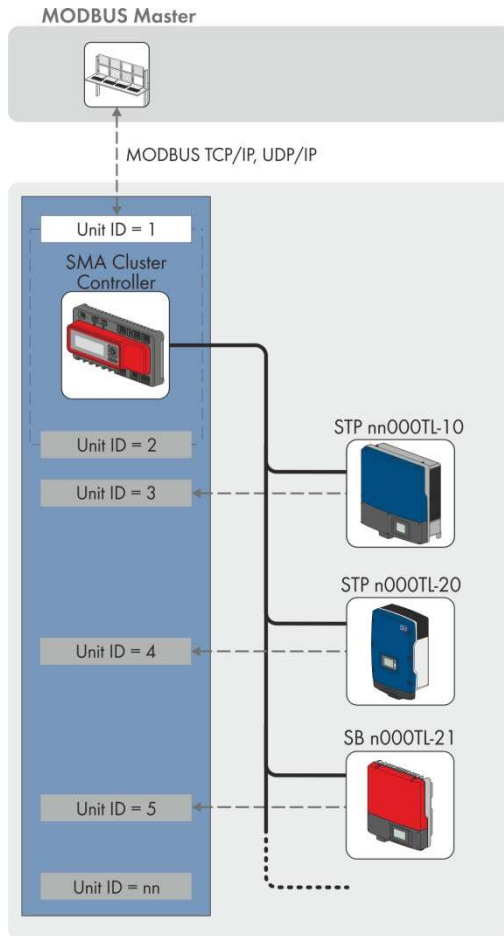 MODBUS Master
MODBUS TCP/IP, UDP/IP
Unit ID = 1
SMA Cluster
Controller
STP nn000TL-10
Unit ID = 2
Unit ID = 3
STP n000TL-20
Unit ID = 4
SB n000TL-21
Unit ID = 5
Unit ID = nn